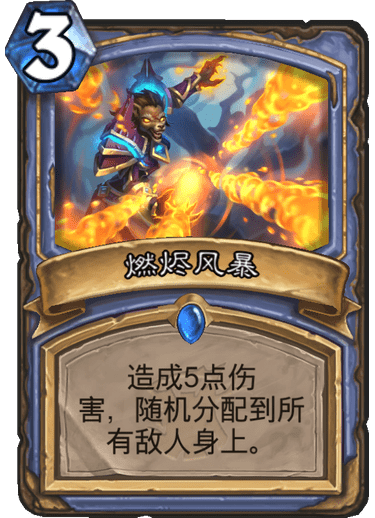 3
燃烬风暴
造成5点伤
害，随机分配到所
有敌人身上。